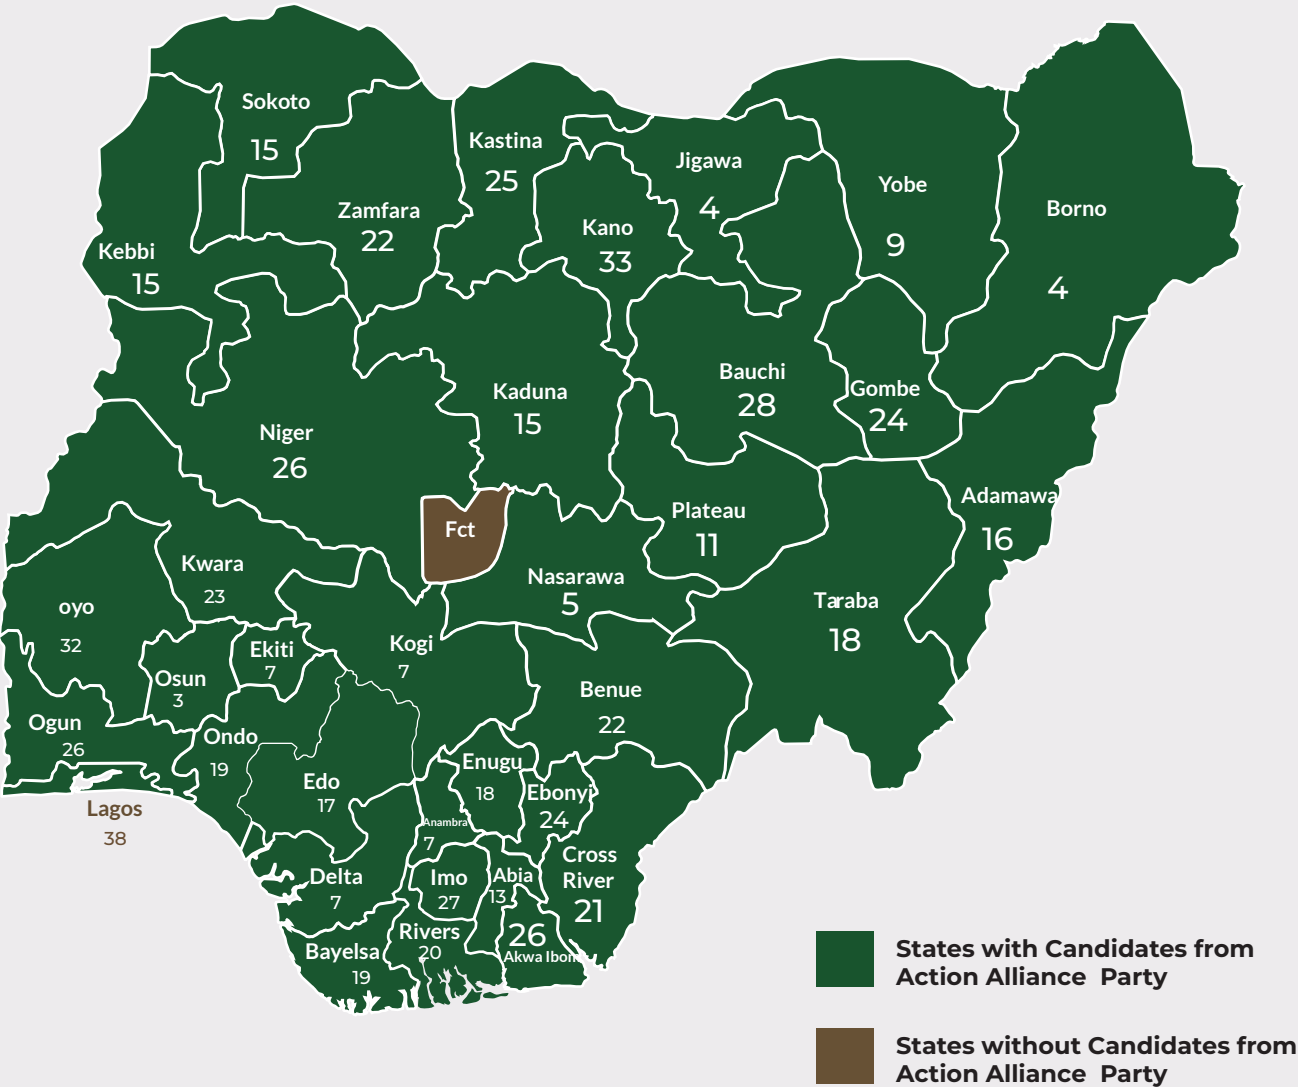 Sokoto
15
Kastina
25
Jigawa
4
Yobe
9
Borno
4
Zamfara
22
Kano
33
Kebbi
15
Bauchi
28
Gombe
24
Kaduna
15
Niger
26
Adamawa
16
Plateau
11
Fct
Nasarawa
5
Taraba
18
Kwara
23
oyo
32
Kogi
7
Ekiti
7
Osun
3
Benue
22
Ogun
26
Ondo
19
Edo
17
Enugu
18
Ebonyi
24
Lagos
38
Anambra
7
Cross
River
21
Delta
7
Imo
27
Abia
13
Rivers
20
26
Akwa Ibom
Bayelsa
19
States with Candidates from
Action Alliance Party
States without Candidates from
Action Alliance Party